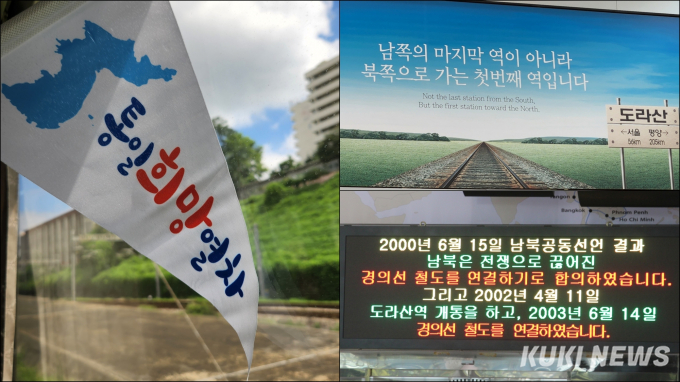 통일 희망열차
남쪽의 마지막 역이 아니라
북쪽으로 가는 첫번째 역입니다
Not the last station from the South,
But the first station toward the North.
도라산
←서울 평양→
56km 205km
Bangkok
Phnom Penh
Ho Chi Minh
2000년 6월 15일 남북공동선언 결과
남북은 전쟁으로 끊어진
경의선 철도를 연결하기로 합의하였습니다.
그리고 2002년 4월 11일
도라산역 개통을 하고, 2003년 6월 14일
경의선 철도를 연결하였습니다.
KUKI NEWS